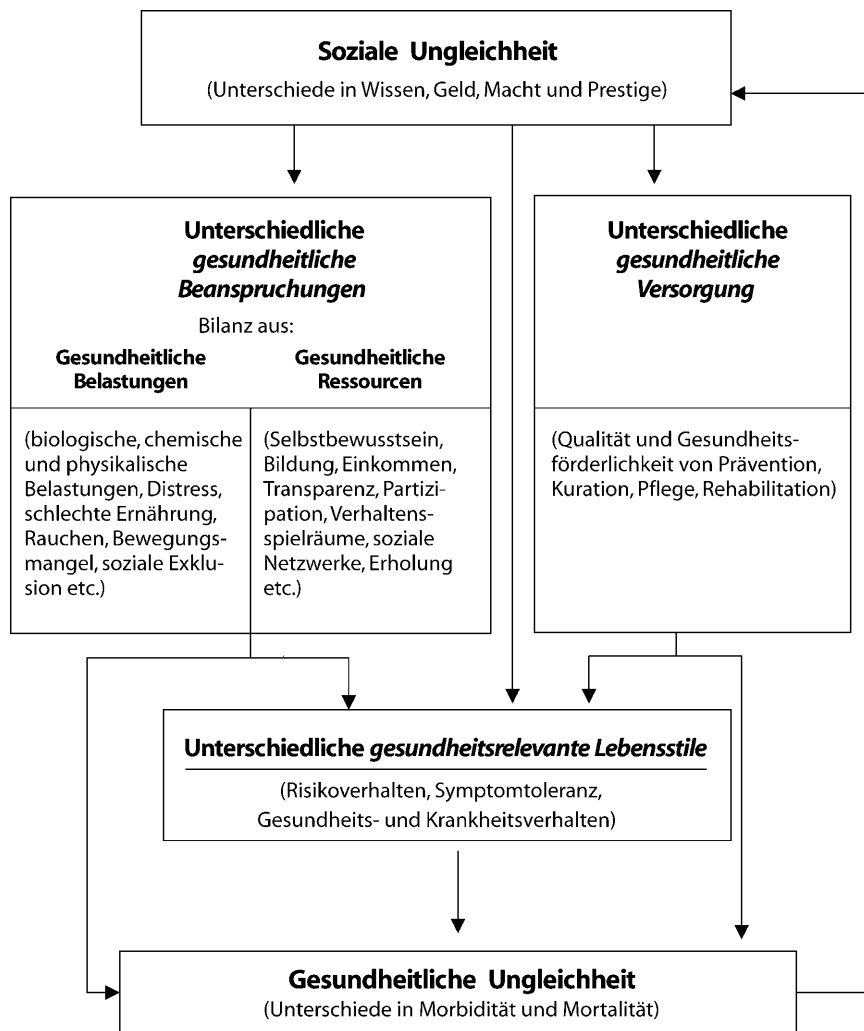 Soziale Ungleichheit
(Unterschiede in Wissen, Geld, Macht und Prestige)
Unterschiedliche
gesundheitliche
Beanspruchungen
Bilanz aus:
Gesundheitliche
Belastungen
Gesundheitliche
Ressourcen
(biologische, chemische
und physikalische
Belastungen, Distress,
schlechte Ernährung,
Rauchen, Bewegungs-
mangel, soziale Exklu-
sion etc.)
(Selbstbewusstsein,
Bildung, Einkommen,
Transparenz, Partizi-
pation, Verhaltens-
spielräume, soziale
Netzwerke, Erholung
etc.)
Unterschiedliche
gesundheitliche
Versorgung
(Qualität und Gesundheits-
förderlichkeit von Prävention,
Kuration, Pflege, Rehabilitation)
Unterschiedliche gesundheitsrelevante Lebensstile
(Risikoverhalten, Symptomtoleranz,
Gesundheits- und Krankheitsverhalten)
Gesundheitliche Ungleichheit
(Unterschiede in Morbidität und Mortalität)